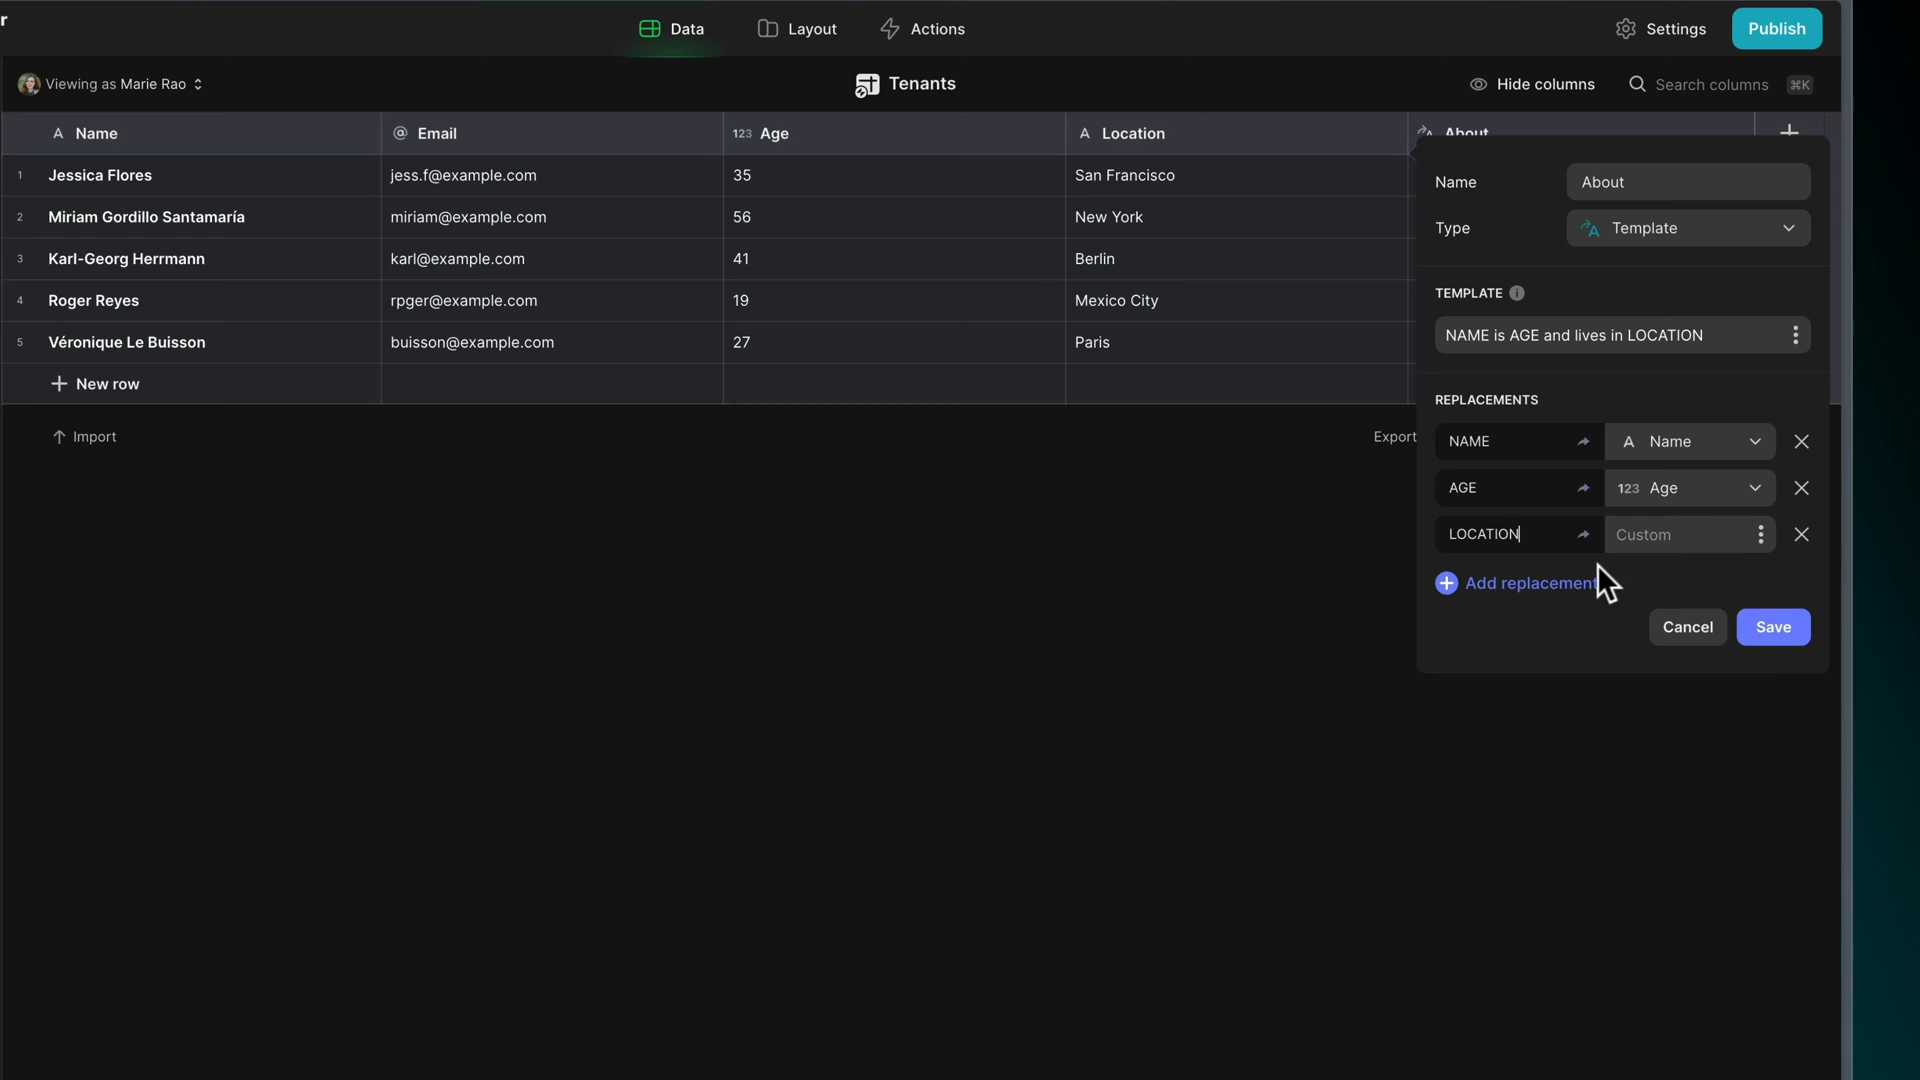 r
Data
Layout
Actions
Settings
Publish
Viewing as Marie Rao
Tenants
Hide columns
Search columns
⌘K
A Name
@ Email
123 Age
A Location
About
1 Jessica Flores jess.f@example.com 35 San Francisco
2 Miriam Gordillo Santamaría miriam@example.com 56 New York
3 Karl-Georg Herrmann karl@example.com 41 Berlin
4 Roger Reyes rpger@example.com 19 Mexico City
5 Véronique Le Buisson buisson@example.com 27 Paris
New row
Import
Export
Name About
Type A Template
TEMPLATE i
NAME is AGE and lives in LOCATION
REPLACEMENTS
NAME A Name
AGE 123 Age
LOCATION Custom
Add replacement
Cancel
Save